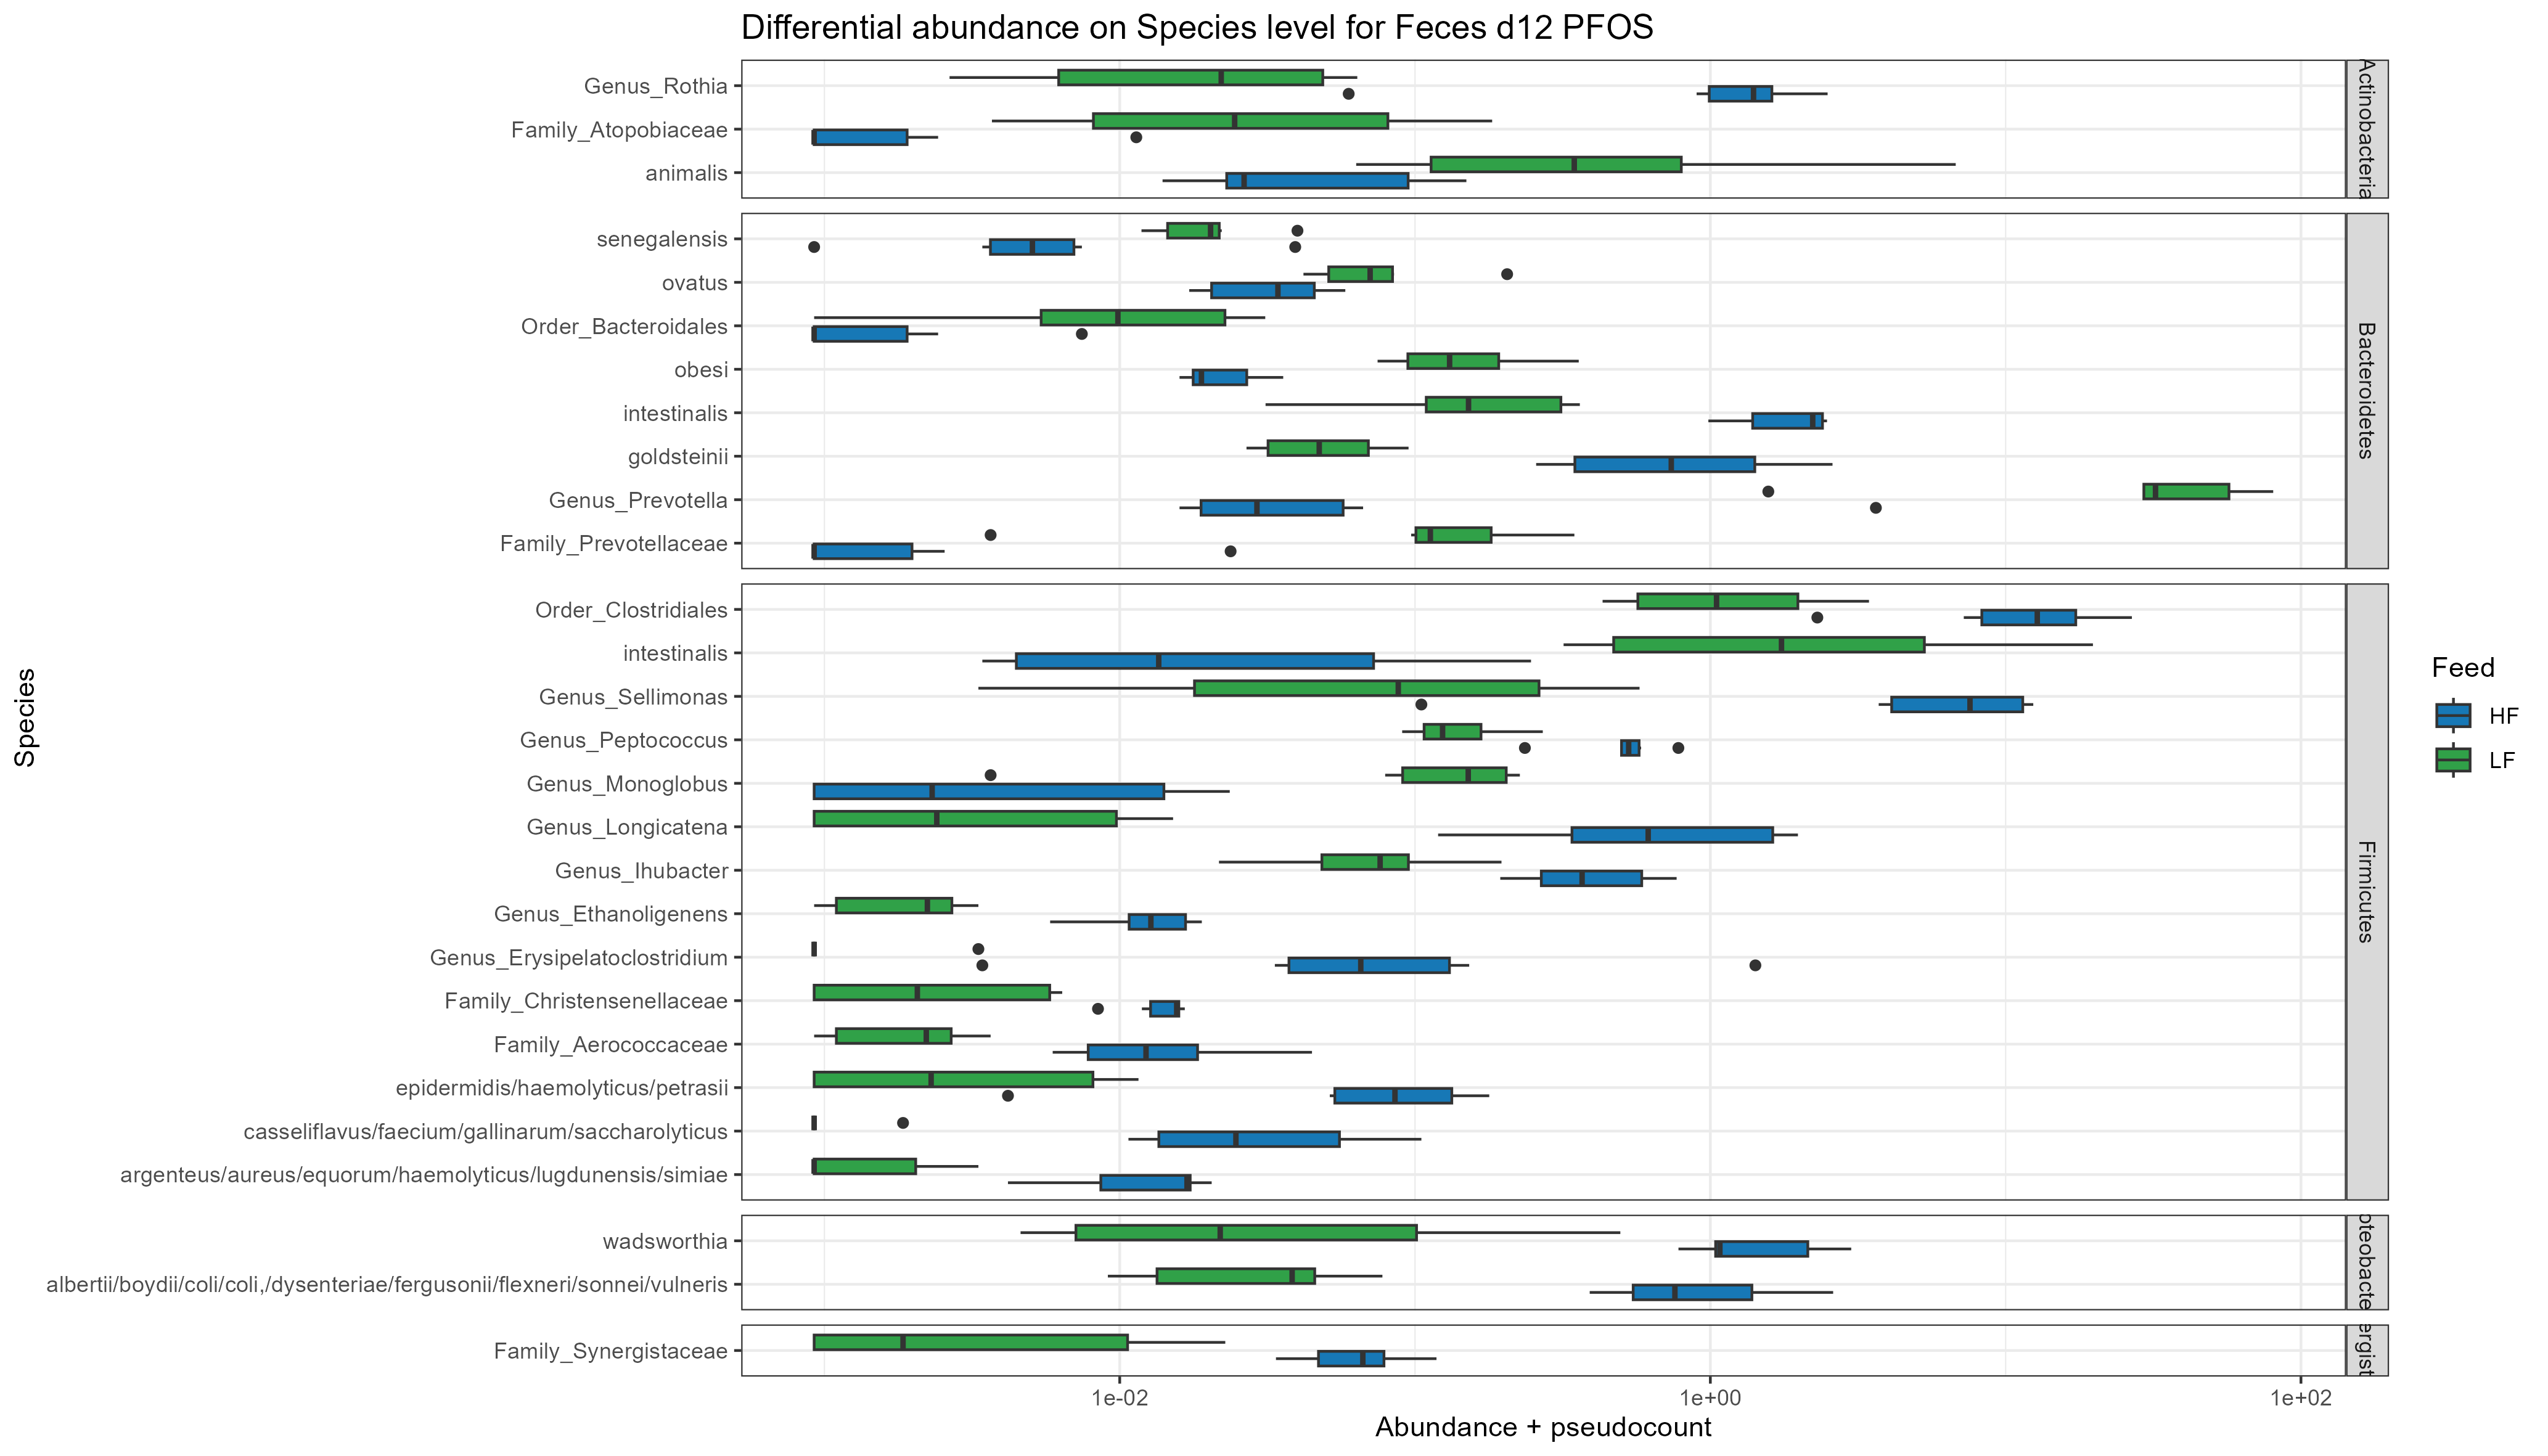 Differential abundance on Species level for Feces d12 PFOS
Genus_Rothia
Family_Atopobiaceae
animalis
Actinobacteria
senegalensis
ovatus
Order_Bacteroidales
obesi
intestinalis
goldsteinii
Genus_Prevotella
Family_Prevotellaceae
Bacteroidetes
Order_Clostridiales
intestinalis
Genus_Sellimonas
Genus_Peptococcus
Genus_Monoglobus
Genus_Longicatena
Genus_Ihubacter
Genus_Ethanoligenens
Genus_Erysipelatoclostridium
Family_Christensenellaceae
Family_Aerococcaceae
epidermidis/haemolyticus/petrasii
casseliflavus/faecium/gallinarum/saccharolyticus
argenteus/aureus/equorum/haemolyticus/lugdunensis/simiae
Firmicutes
wadsworthia
albertii/boydii/coli/coli,/dysenteriae/fergusonii/flexneri/sonnei/vulneris
oteobacte
Family_Synergistaceae
ergist
1e-02
1e+00
1e+02
Abundance + pseudocount
Species
Feed
HF
LF